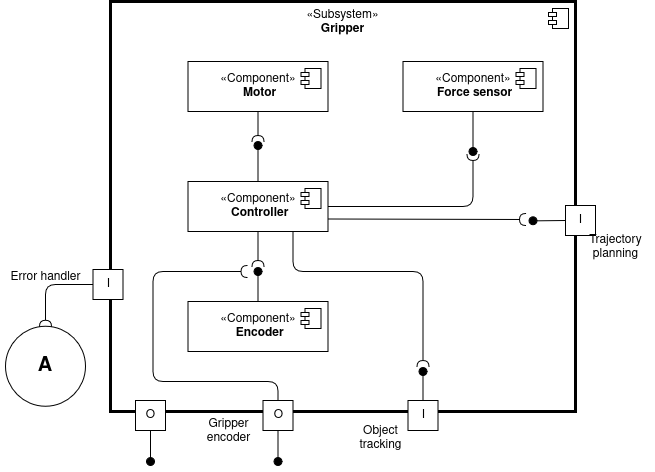 «Subsystem»
Gripper
«Component»
Motor
«Component»
Force sensor
«Component»
Controller
I
Trajectory
planning
Error handler
I
«Component»
Encoder
A
O
Gripper
encoder
O
Object
tracking
I